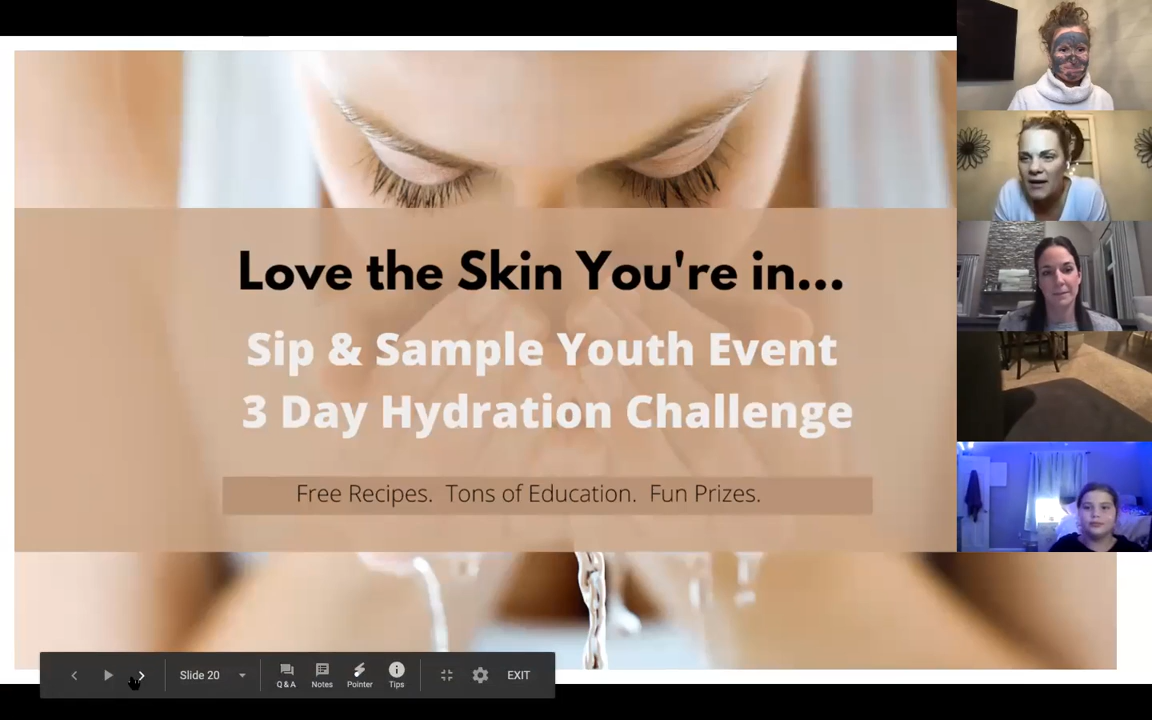 Love the Skin You're in...
Sip & Sample Youth Event
3 Day Hydration Challenge
Free Recipes. Tons of Education. Fun Prizes.
Slide 20
Q & A
Notes
Pointer
Tips
EXIT